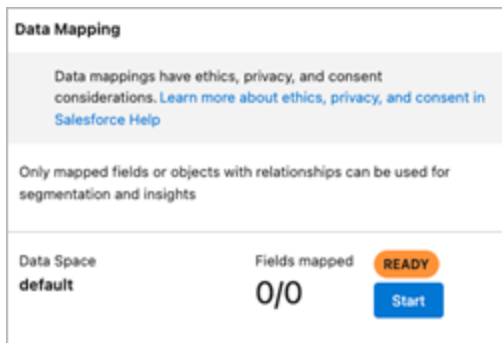 Data Mapping
Data mappings have ethics, privacy, and consent
considerations. Learn more about ethics, privacy, and consent in
Salesforce Help
Only mapped fields or objects with relationships can be used for
segmentation and insights
Data Space
default
Fields mapped
0/0
READY
Start